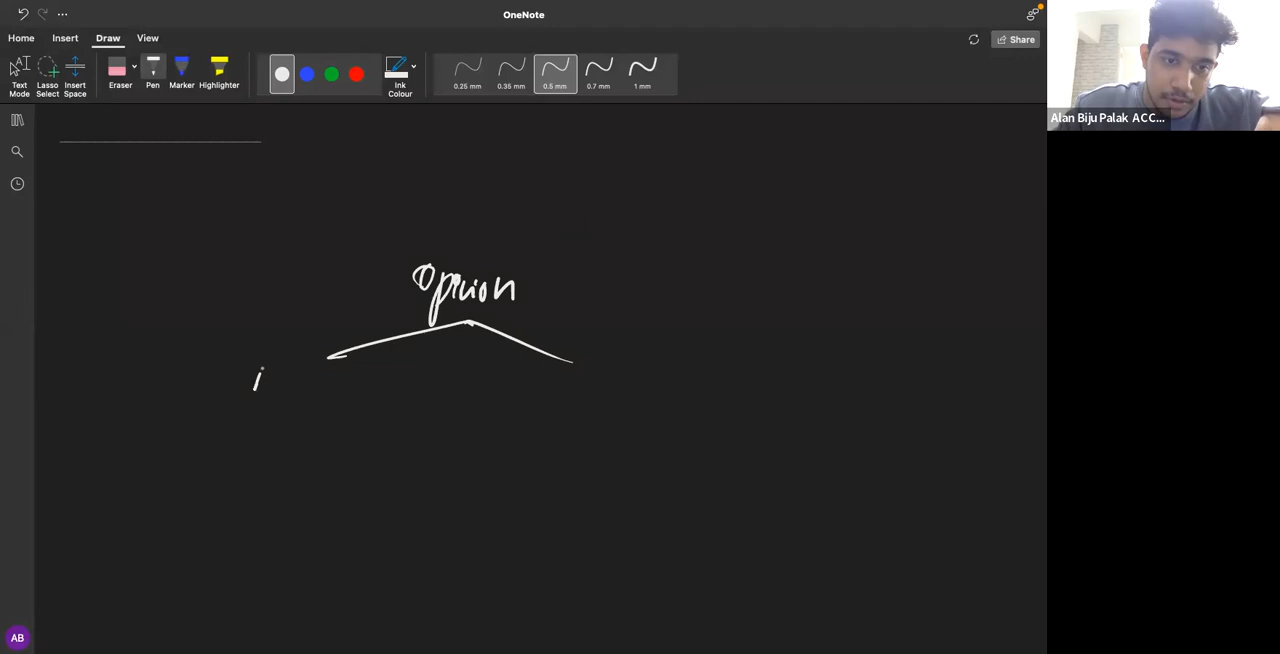 OneNote
Home Insert Draw View
Share
Text Mode
Lasso Select
Insert Space
Eraser
Pen
Marker
Highlighter
Ink Colour
0.25 mm
0.35 mm
0.5 mm
0.7 mm
1 mm
Alan Biju Palak ACC...
Opinion
i
AB